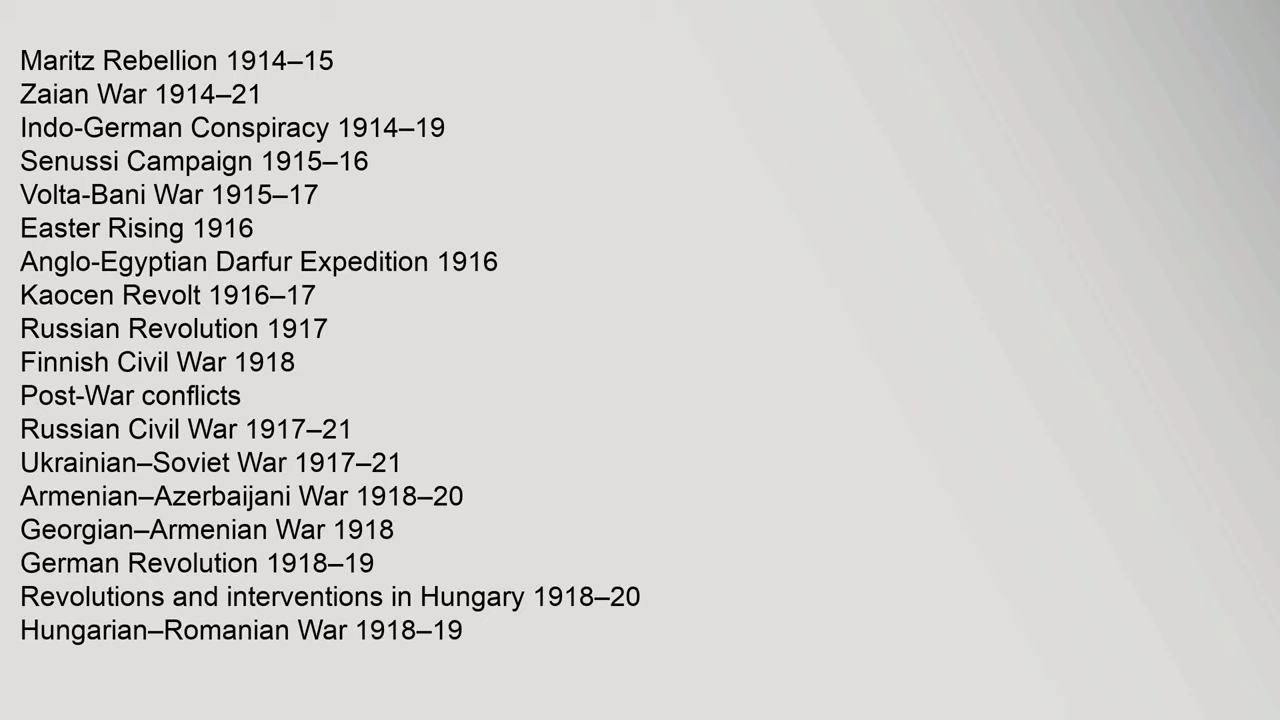 Maritz Rebellion 1914–15
Zaian War 1914–21
Indo-German Conspiracy 1914–19
Senussi Campaign 1915–16
Volta-Bani War 1915–17
Easter Rising 1916
Anglo-Egyptian Darfur Expedition 1916
Kaocen Revolt 1916–17
Russian Revolution 1917
Finnish Civil War 1918
Post-War conflicts
Russian Civil War 1917–21
Ukrainian–Soviet War 1917–21
Armenian–Azerbaijani War 1918–20
Georgian–Armenian War 1918
German Revolution 1918–19
Revolutions and interventions in Hungary 1918–20
Hungarian–Romanian War 1918–19